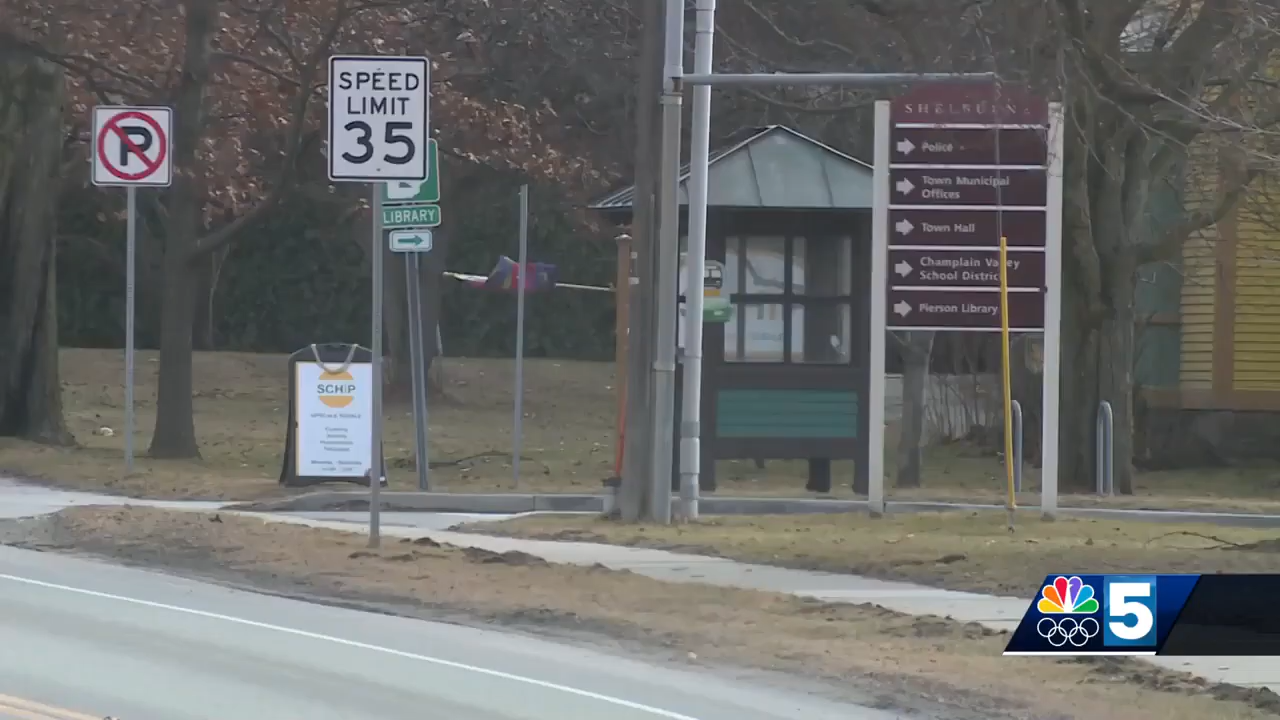 P
SPEED
LIMIT
35
LIBRARY
SCHIP
SHELBURNE
Police
Town Municipal
Offices
Town Hall
Champlain Valley
School District
Pierson Library
5